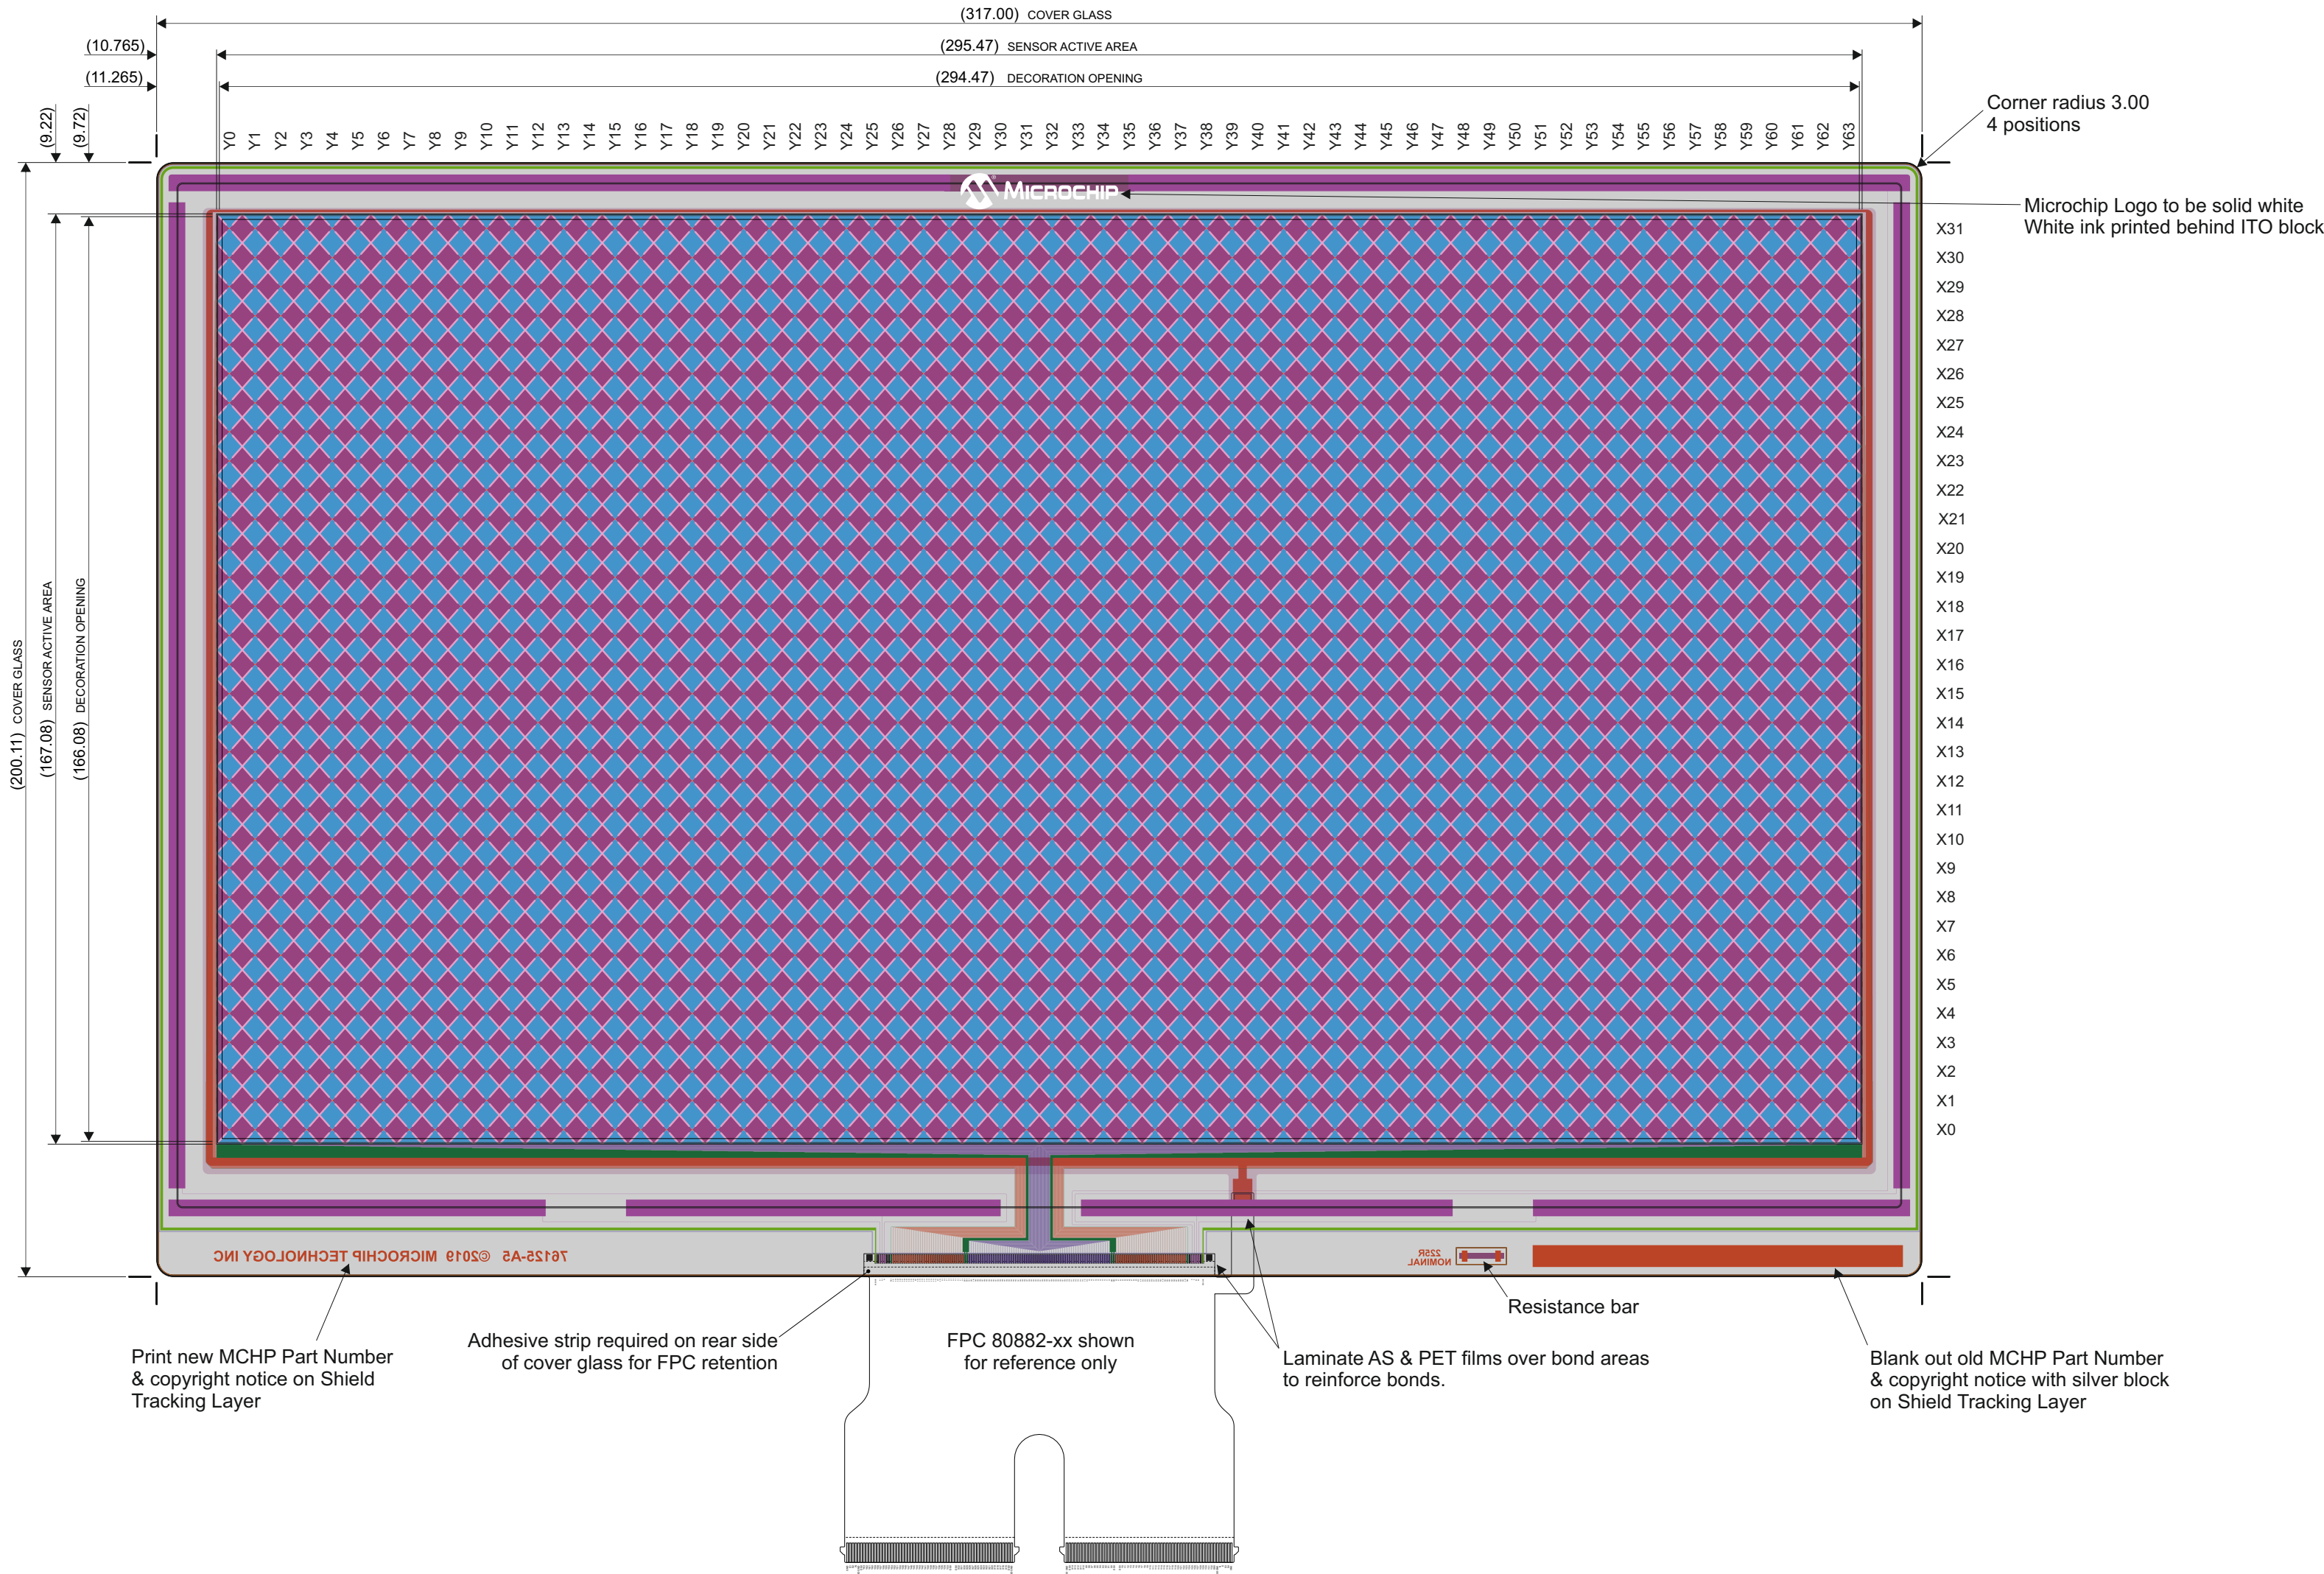 (317.00) COVER GLASS
(10.765)
(295.47) SENSOR ACTIVE AREA
(11.265)
(294.47) DECORATION OPENING
(9.22)
(9.72)
Corner radius 3.00
4 positions
Y0 Y1 Y2 Y3 Y4 Y5 Y6 Y7 Y8 Y9 Y10 Y11 Y12 Y13 Y14 Y15 Y16 Y17 Y18 Y19 Y20 Y21 Y22 Y23 Y24 Y25 Y26 Y27 Y28 Y29 Y30 Y31 Y32 Y33 Y34 Y35 Y36 Y37 Y38 Y39 Y40 Y41 Y42 Y43 Y44 Y45 Y46 Y47 Y48 Y49 Y50 Y51 Y52 Y53 Y54 Y55 Y56 Y57 Y58 Y59 Y60 Y61 Y62 Y63
MICROCHIP
Microchip Logo to be solid white
White ink printed behind ITO block
X31
X30
X29
X28
X27
X26
X25
X24
X23
X22
X21
X20
X19
X18
X17
X16
X15
X14
X13
X12
X11
X10
X9
X8
X7
X6
X5
X4
X3
X2
X1
X0
(200.11) COVER GLASS
(167.08) SENSOR ACTIVE AREA
(166.08) DECORATION OPENING
76125-A5 ©2019 MICROCHIP TECHNOLOGY INC
225R
NOMINAL
Resistance bar
Print new MCHP Part Number
& copyright notice on Shield
Tracking Layer
Adhesive strip required on rear side
of cover glass for FPC retention
FPC 80882-xx shown
for reference only
Laminate AS & PET films over bond areas
to reinforce bonds.
Blank out old MCHP Part Number
& copyright notice with silver block
on Shield Tracking Layer